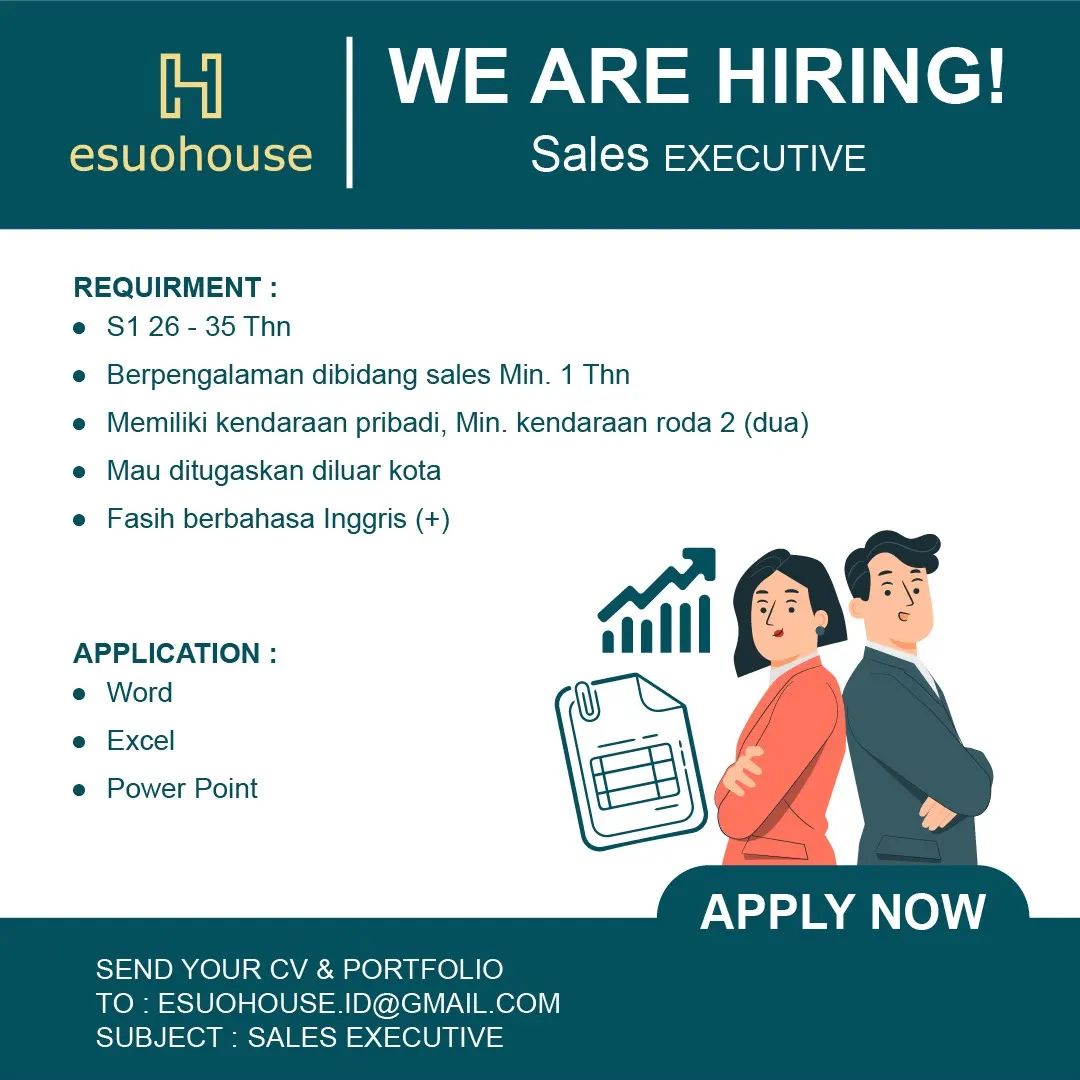 esuohouse
WE ARE HIRING!
Sales EXECUTIVE
REQUIRMENT :
● S1 26 - 35 Thn
● Berpengalaman dibidang sales Min. 1 Thn
● Memiliki kendaraan pribadi, Min. kendaraan roda 2 (dua)
● Mau ditugaskan diluar kota
● Fasih berbahasa Inggris (+)
APPLICATION :
● Word
● Excel
● Power Point
APPLY NOW
SEND YOUR CV & PORTFOLIO
TO : ESUOHOUSE.ID@GMAIL.COM
SUBJECT : SALES EXECUTIVE